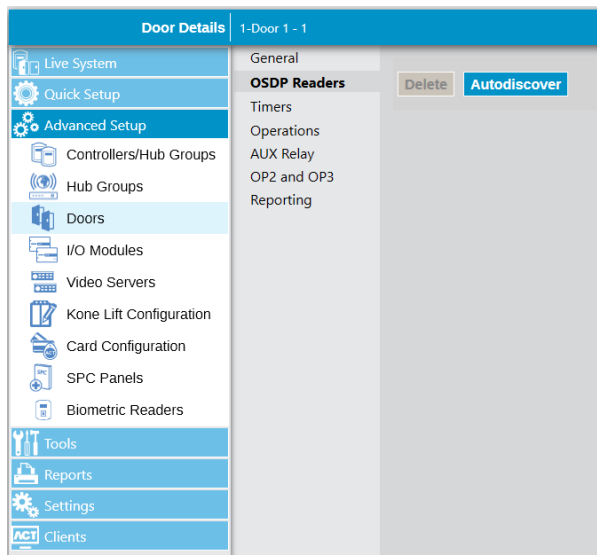 Door Details 1-Door 1 - 1
Live System
Quick Setup
Advanced Setup
Controllers/Hub Groups
Hub Groups
Doors
I/O Modules
Video Servers
Kone Lift Configuration
ACT
Card Configuration
SPC
SPC Panels
Biometric Readers
Tools
Reports
Settings
ACT Clients
General
OSDP Readers
Timers
Operations
AUX Relay
OP2 and OP3
Reporting
Delete Autodiscover